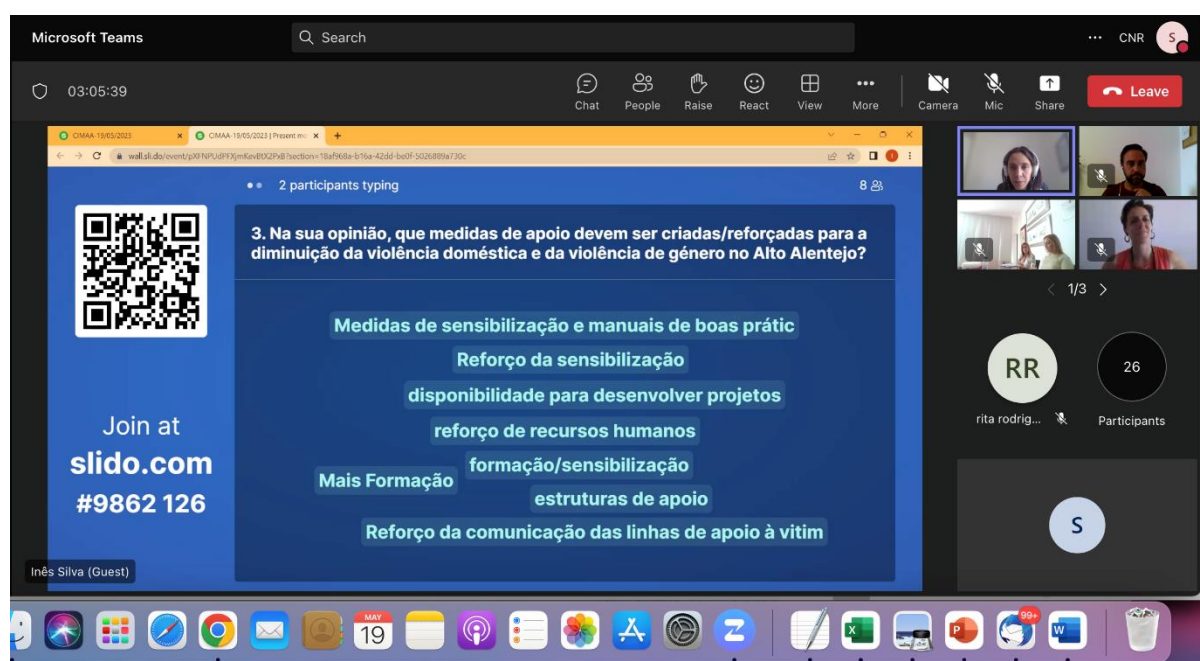 Microsoft Teams
Search
CNR
S
03:05:39
Chat
People
Raise
React
View
More
Camera
Mic
Share
Leave
CIMAA-19/05/2023
CIMAA-19/05/2023 | Present mo
2 participants typing
8
3. Na sua opinião, que medidas de apoio devem ser criadas/reforçadas para a
diminuição da violência doméstica e da violência de género no Alto Alentejo?
Medidas de sensibilização e manuais de boas prátic
Reforço da sensibilização
disponibilidade para desenvolver projetos
reforço de recursos humanos
formação/sensibilização
Mais Formação
estruturas de apoio
Reforço da comunicação das linhas de apoio à vitim
Join at
slido.com
#9862 126
Inês Silva (Guest)
1/3
RR
26
rita rodrig...
Participants
S
MAY
19
99+